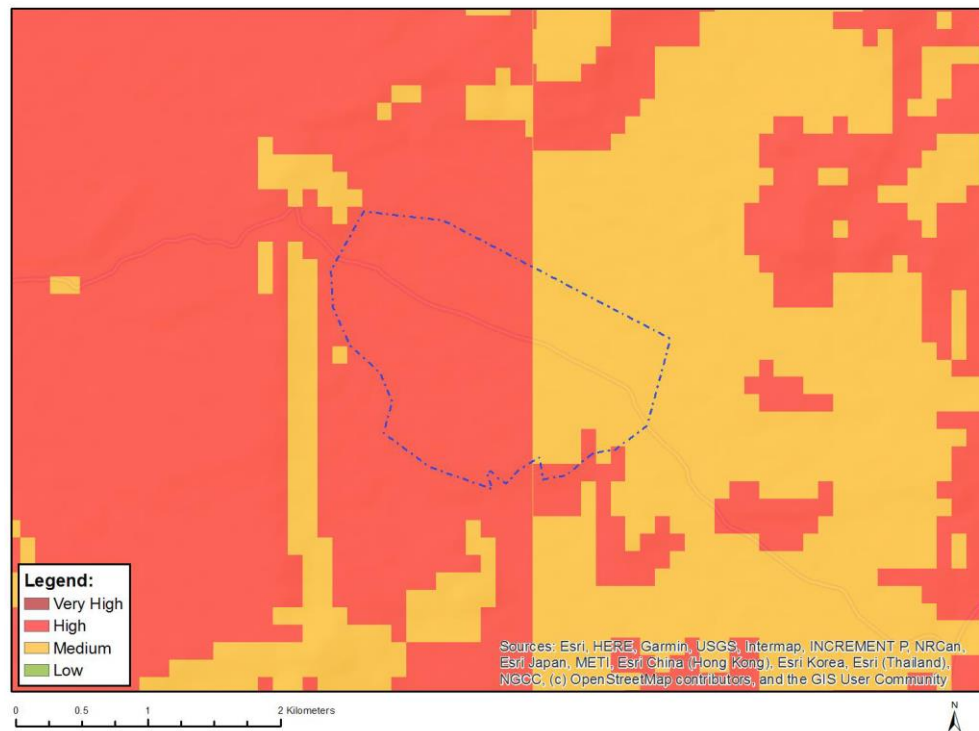 Legend:
Very High
High
Medium
Low
Sources: Esri, HERE, Garmin, USGS, Intermap, INCREMENT P, NRCan,
Esri Japan, METI, Esri China (Hong Kong), Esri Korea, Esri (Thailand),
NGCC, (c) OpenStreetMap contributors, and the GIS User Community
0 0.5 1 2 Kilometers
N